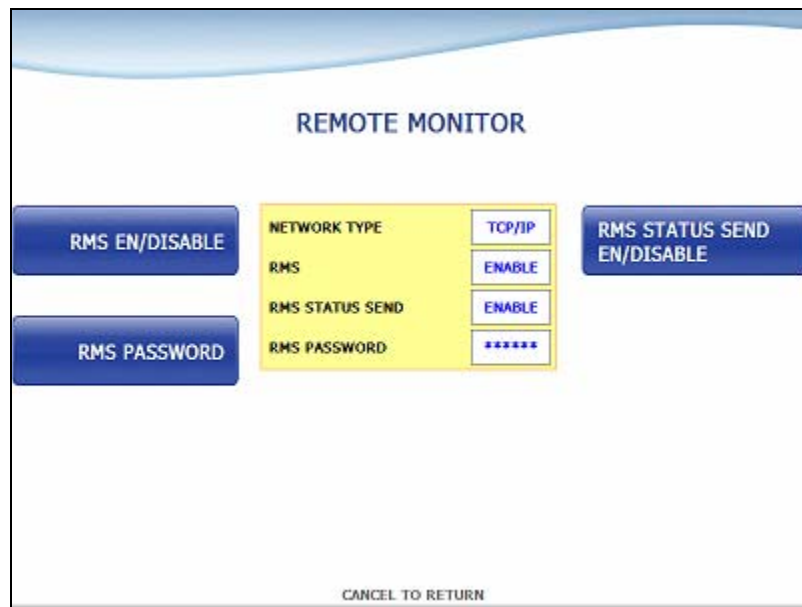 REMOTE MONITOR
RMS EN/DISABLE
NETWORK TYPE TCP/IP
RMS ENABLE
RMS STATUS SEND ENABLE
RMS PASSWORD ******
RMS STATUS SEND
EN/DISABLE
RMS PASSWORD
CANCEL TO RETURN